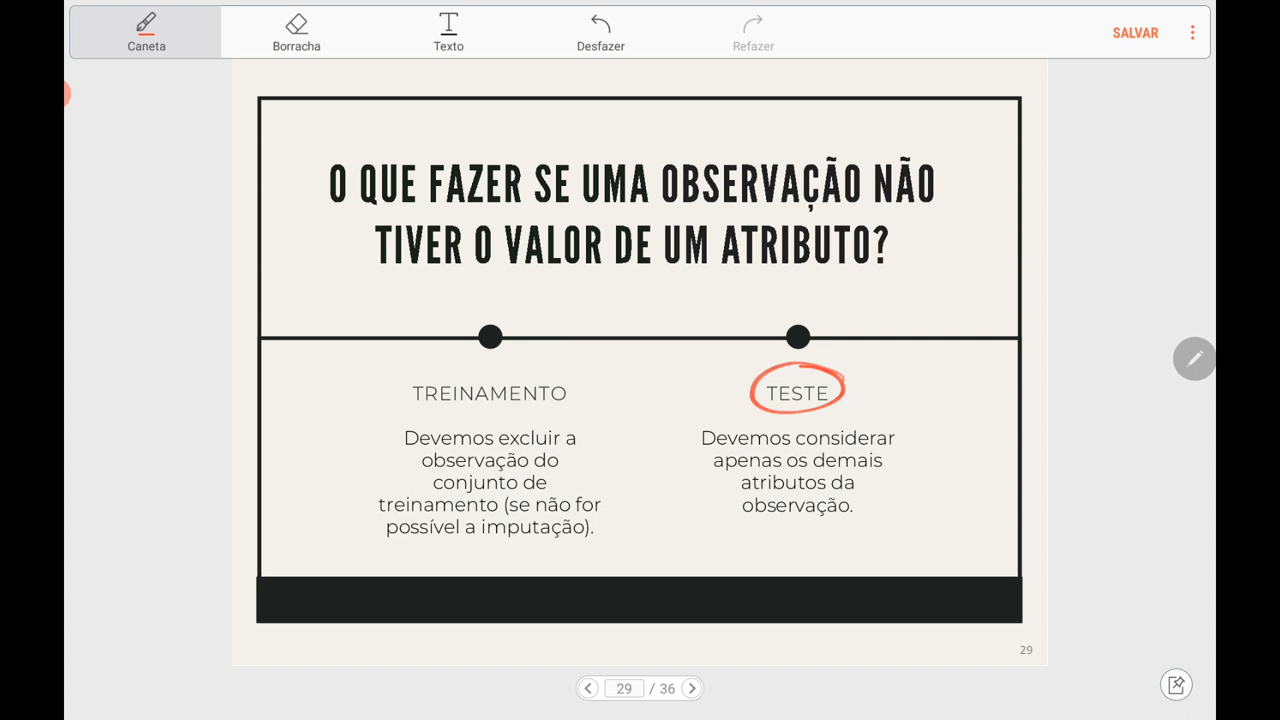 Caneta
Borracha
Texto
Desfazer
Refazer
SALVAR
O QUE FAZER SE UMA OBSERVAÇÃO NÃO
TIVER O VALOR DE UM ATRIBUTO?
TREINAMENTO
Devemos excluir a
observação do
conjunto de
treinamento (se não for
possível a imputação).
TESTE
Devemos considerar
apenas os demais
atributos da
observação.
29
29 / 36